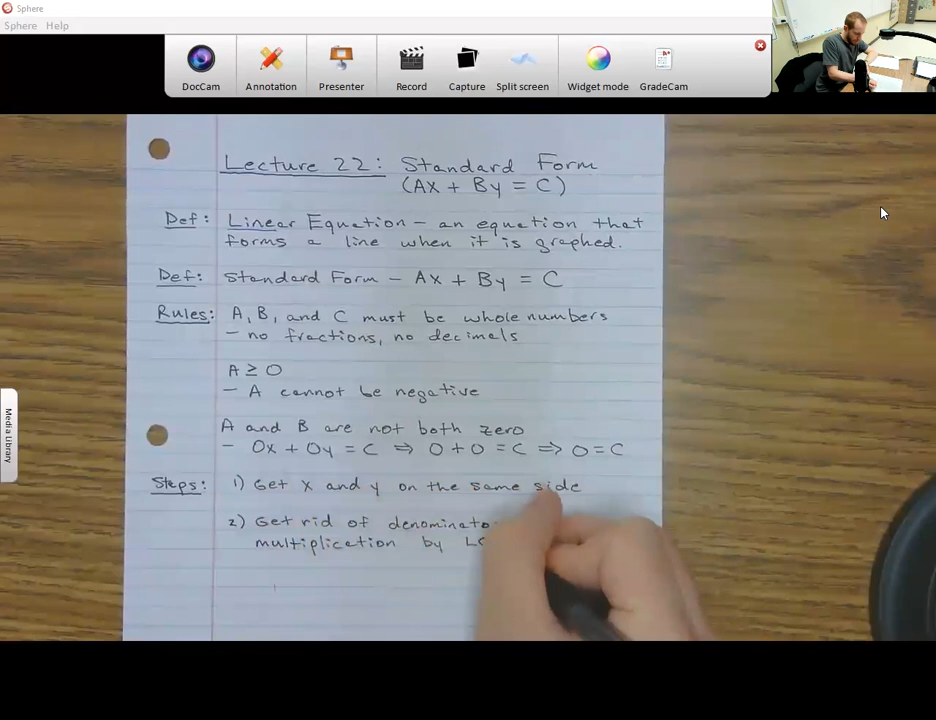 Sphere
Sphere Help
DocCam Annotation Presenter Record Capture Split screen Widget mode GradeCam
A+
Media Library
Lecture 22: Standard Form
(Ax + By = C)
Def: Linear Equation - an equation that
forms a line when it is graphed.
Def: Standard Form - Ax + By = C
Rules: A, B, and C must be whole numbers
- no fractions, no decimals
A ≥ 0
- A cannot be negative
A and B are not both zero
- 0x + 0y = C ⇒ 0 + 0 = C ⇒ 0 = C
Steps: 1) Get x and y on the same side
2) Get rid of
multiplication by